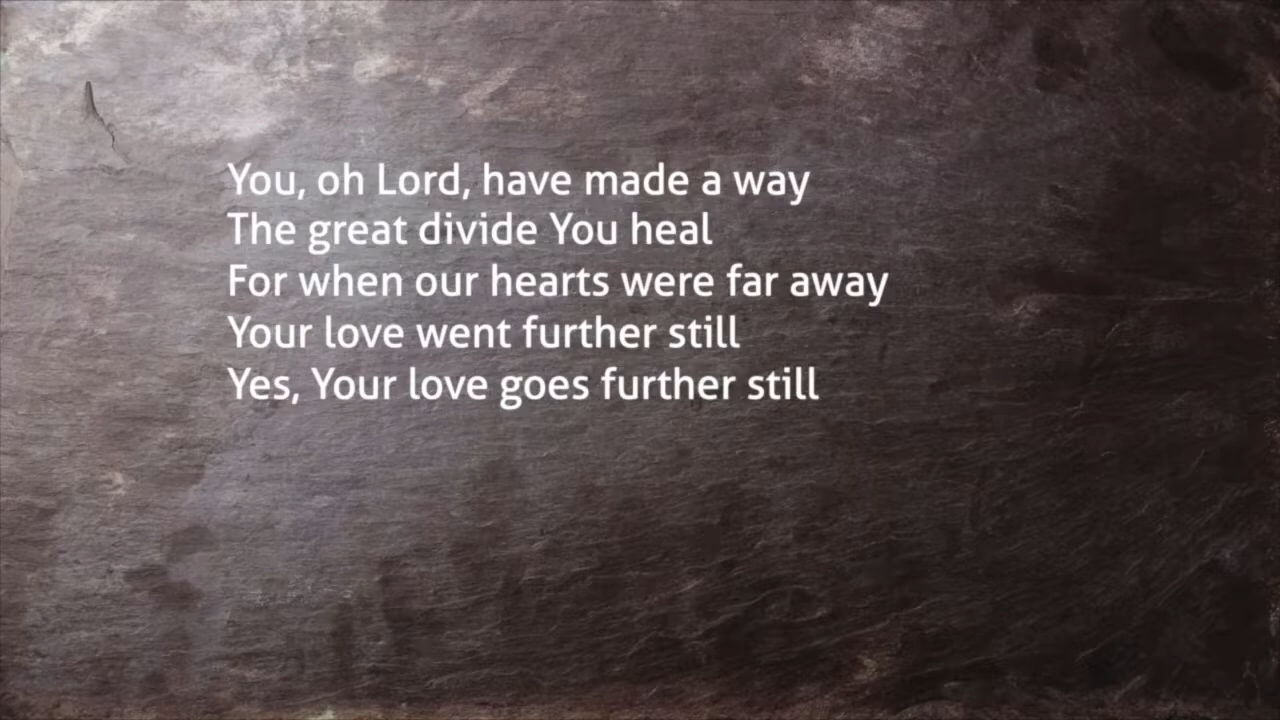 You, oh Lord, have made a way
The great divide You heal
For when our hearts were far away
Your love went further still
Yes, Your love goes further still